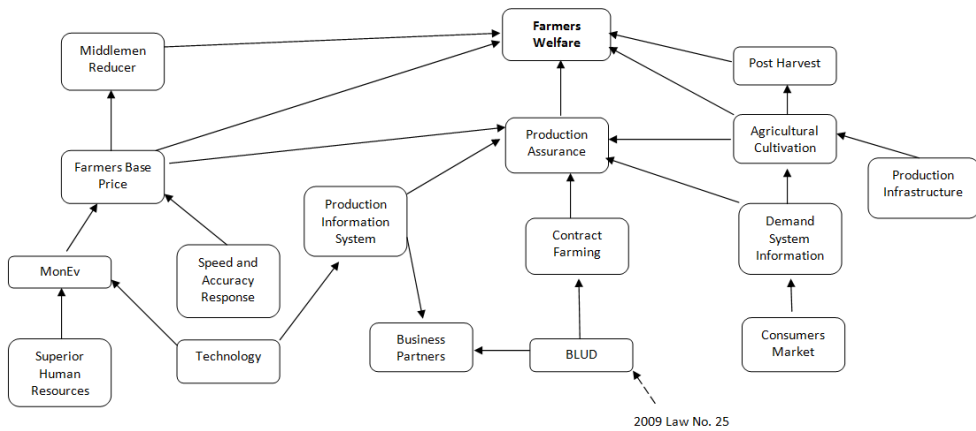 Farmers
Welfare
Middlemen
Reducer
Post Harvest
Production
Assurance
Agricultural
Cultivation
Farmers Base
Price
Production
Infrastructure
Production
Information
System
Demand
System
Information
Contract
Farming
MonEv
Speed and
Accuracy
Response
Superior
Human
Resources
Technology
Business
Partners
BLUD
Consumers
Market
2009 Law No. 25